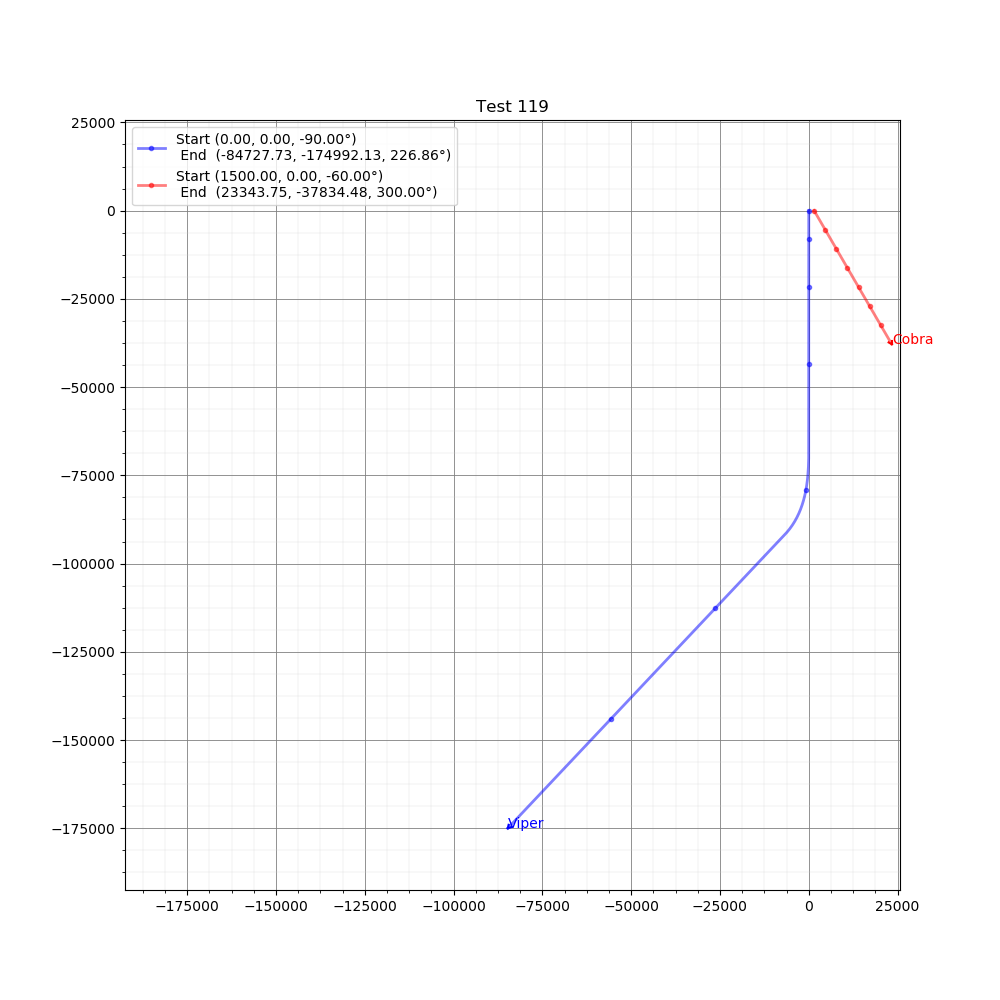 Test 119
Start (0.00, 0.00, -90.00°)
End  (-84727.73, -174992.13, 226.86°)
Start (1500.00, 0.00, -60.00°)
End  (23343.75, -37834.48, 300.00°)
25000
0
−25000
−50000
−75000
−100000
−125000
−150000
−175000
Cobra
Viper
−175000 −150000 −125000 −100000 −75000 −50000 −25000 0 25000